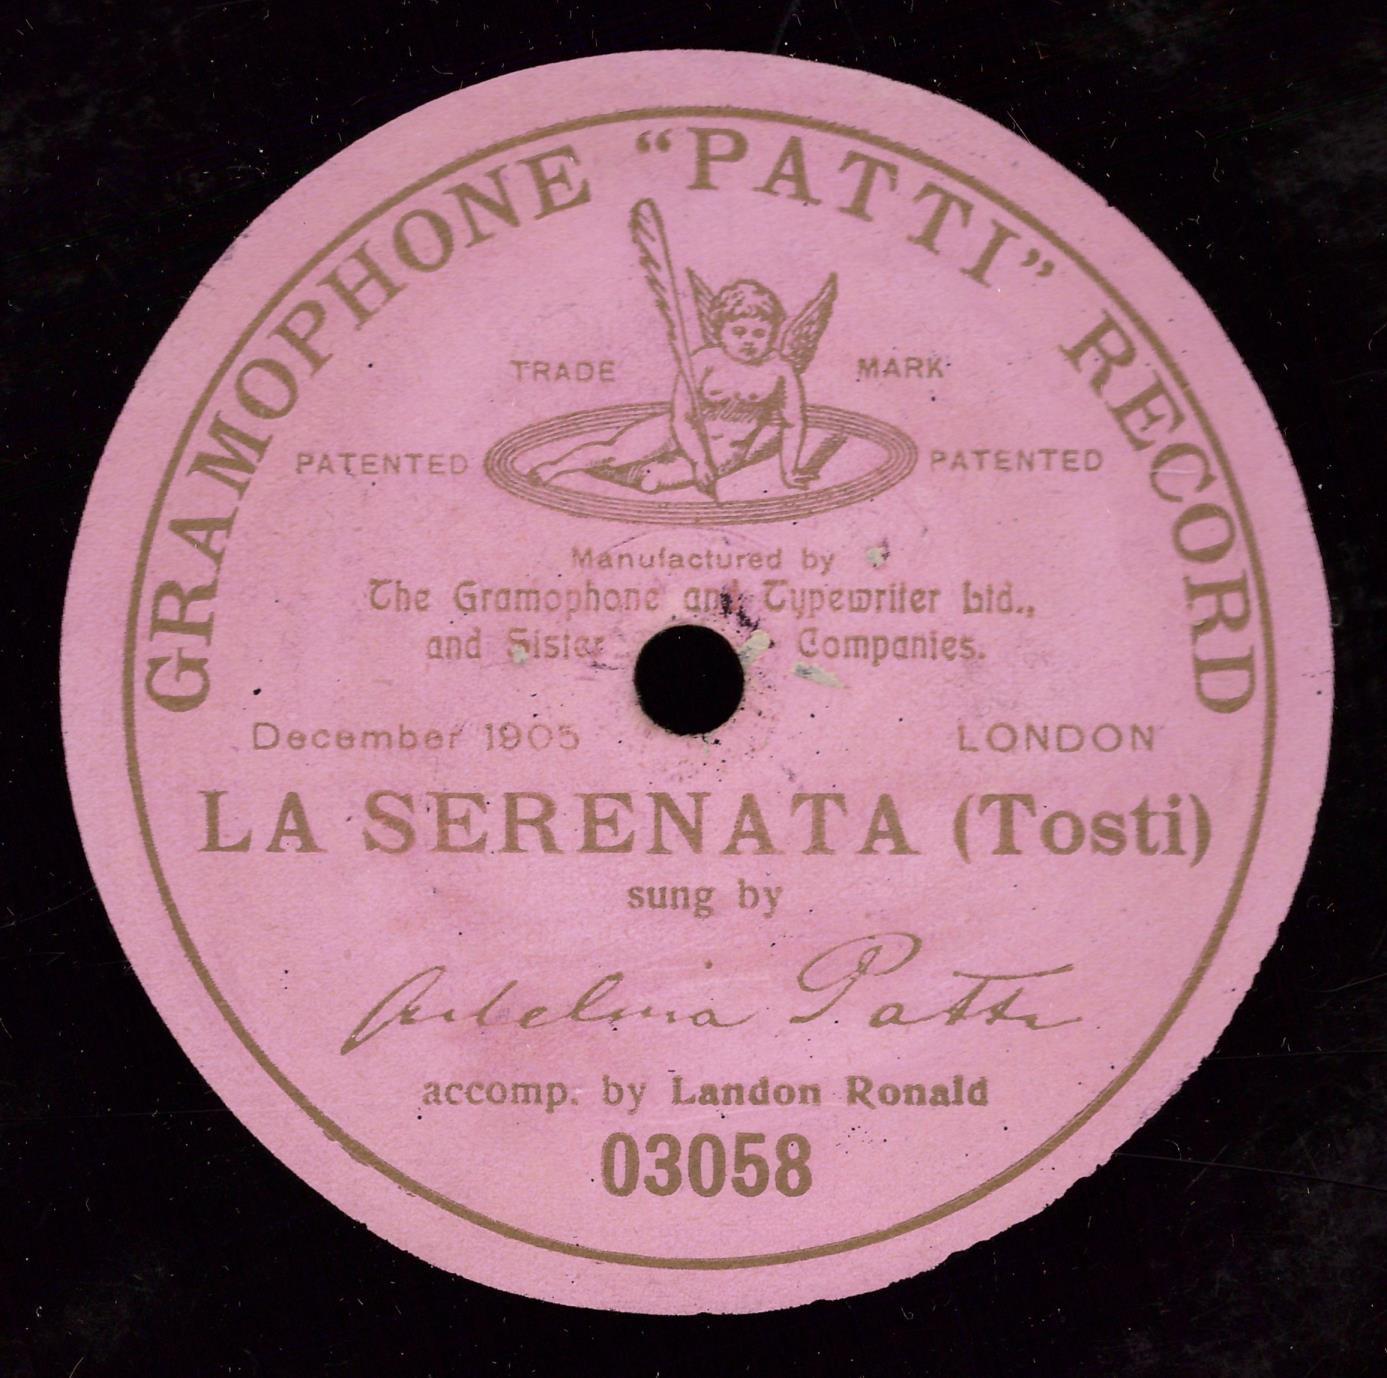 GRAMOPHONE “PATTI” RECORD
TRADE MARK
PATENTED PATENTED
Manufactured by
The Gramophone and Typewriter Ltd.,
and Sister Companies.
December 1905 LONDON
LA SERENATA (Tosti)
sung by
Adelina Patti
accomp. by Landon Ronald
03058